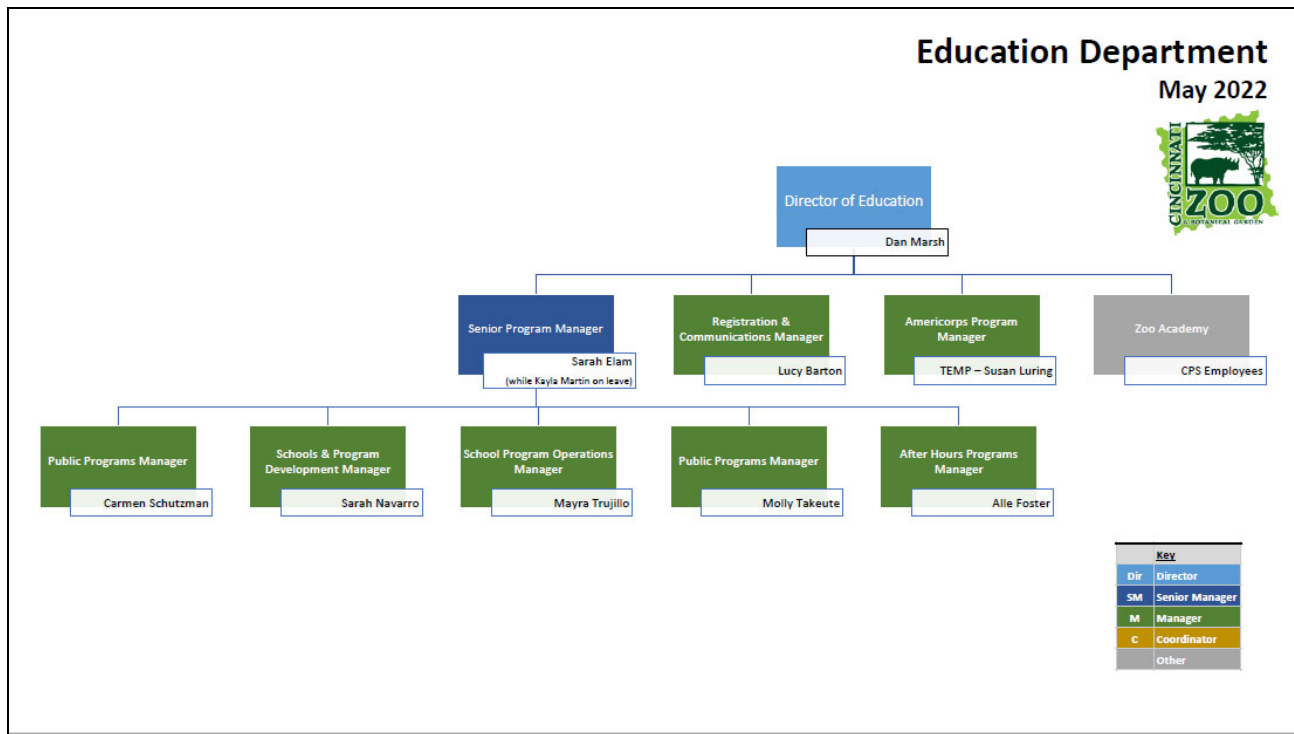 Education Department
May 2022
CINCINNATI
ZOO
& BOTANICAL GARDEN
Director of Education
Dan Marsh
Senior Program Manager
Sarah Elam
(while Kayla Martin on leave)
Registration &
Communications Manager
Lucy Barton
Americorps Program
Manager
TEMP – Susan Luring
Zoo Academy
CPS Employees
Public Programs Manager
Carmen Schutzman
Schools & Program
Development Manager
Sarah Navarro
School Program Operations
Manager
Mayra Trujillo
Public Programs Manager
Molly Takeute
After Hours Programs
Manager
Alle Foster
Key
Dir Director
SM Senior Manager
M Manager
C Coordinator
Other